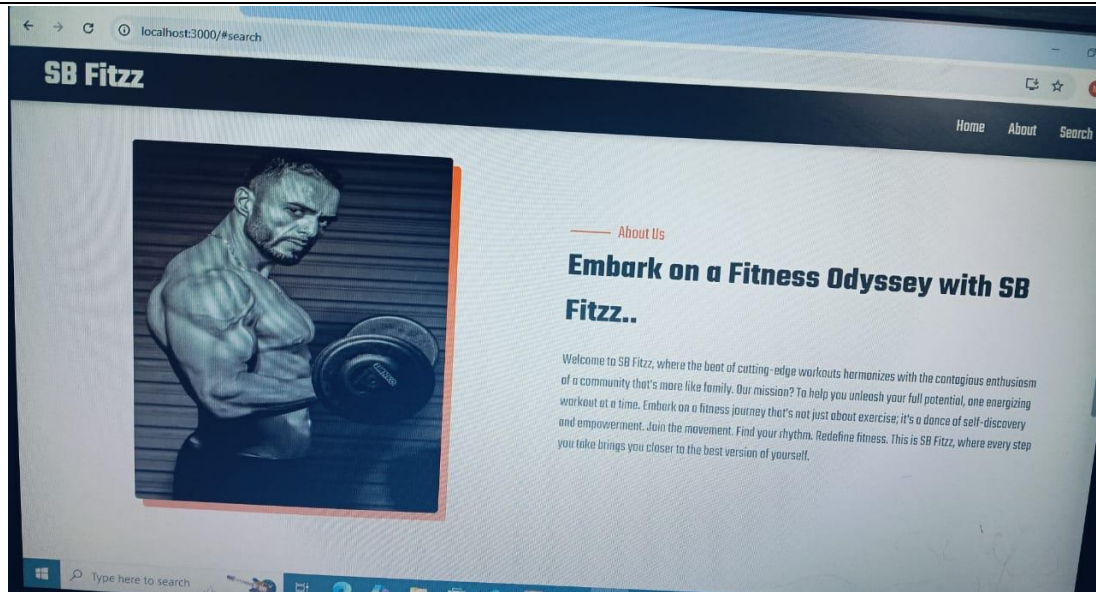 localhost:3000/#search
SB Fitzz
Home About Search
About Us
Embark on a Fitness Odyssey with SB
Fitzz..
Welcome to SB Fitzz, where the beat of cutting-edge workouts harmonizes with the contagious enthusiasm
of a community that's more like family. Our mission? To help you unleash your full potential, one energizing
workout at a time. Embark on a fitness journey that's not just about exercise; it's a dance of self-discovery
and empowerment. Join the movement. Find your rhythm. Redefine fitness. This is SB Fitzz, where every step
you take brings you closer to the best version of yourself.
Type here to search